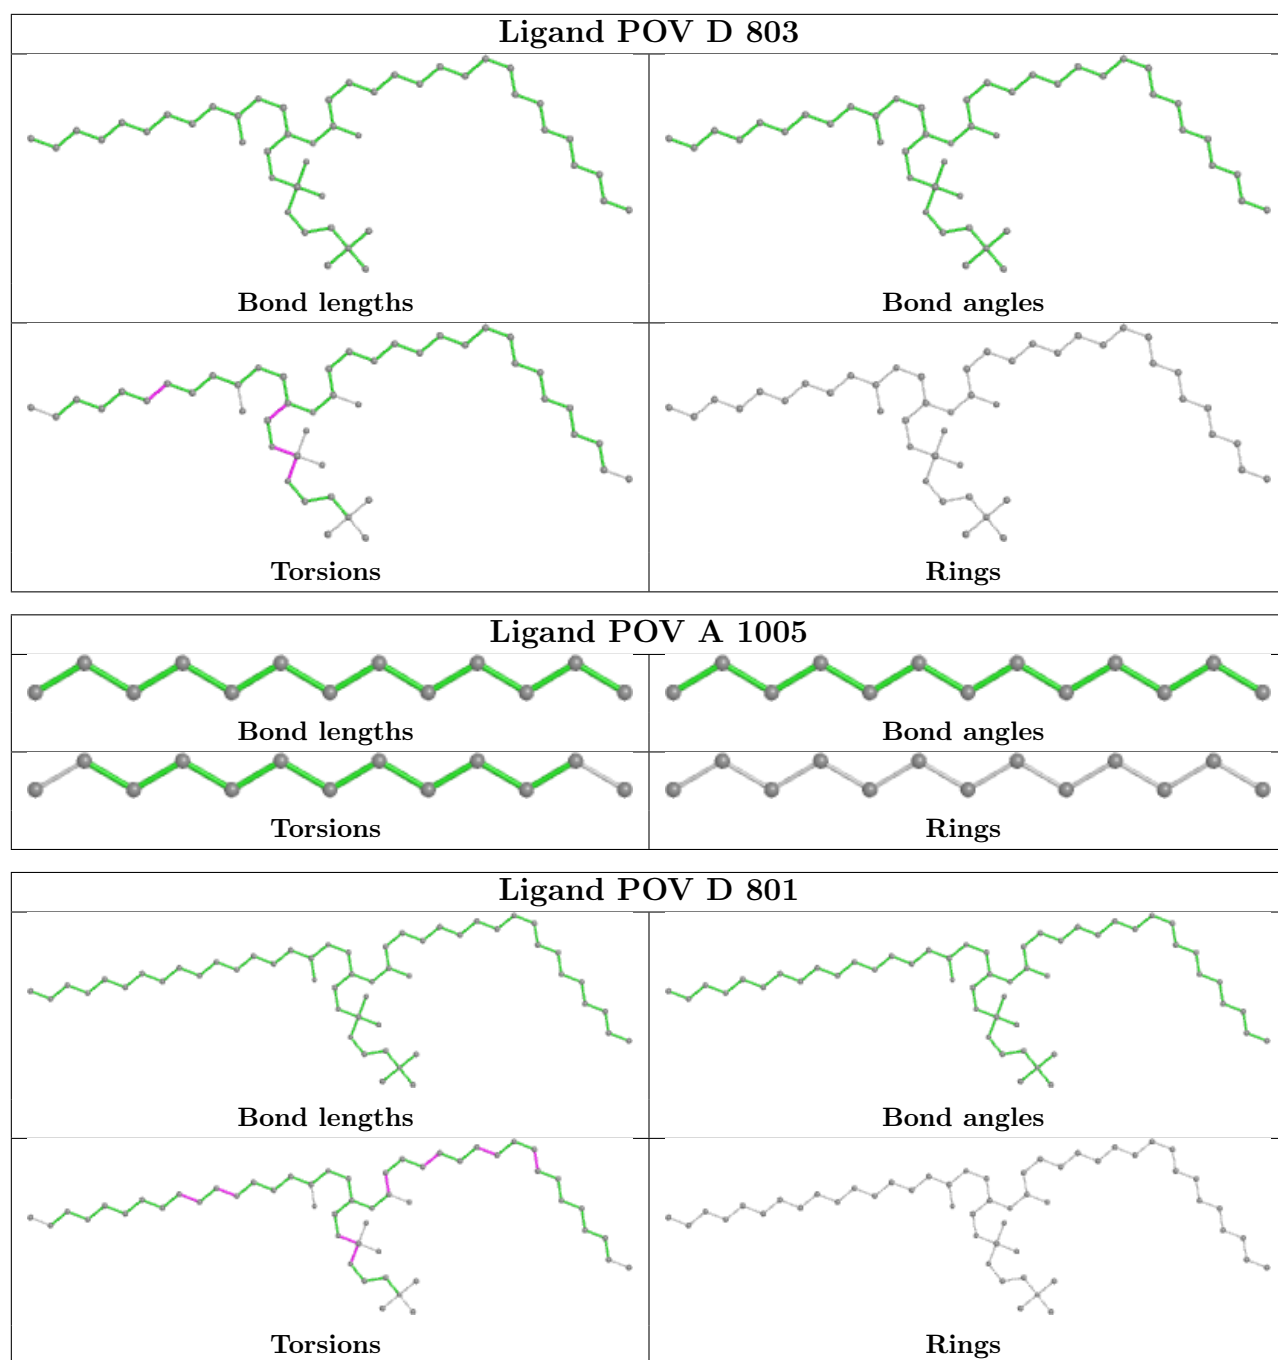 Ligand POV D 803
Bond lengths
Bond angles
Torsions
Rings
Ligand POV A 1005
Bond lengths
Bond angles
Torsions
Rings
Ligand POV D 801
Bond lengths
Bond angles
Torsions
Rings